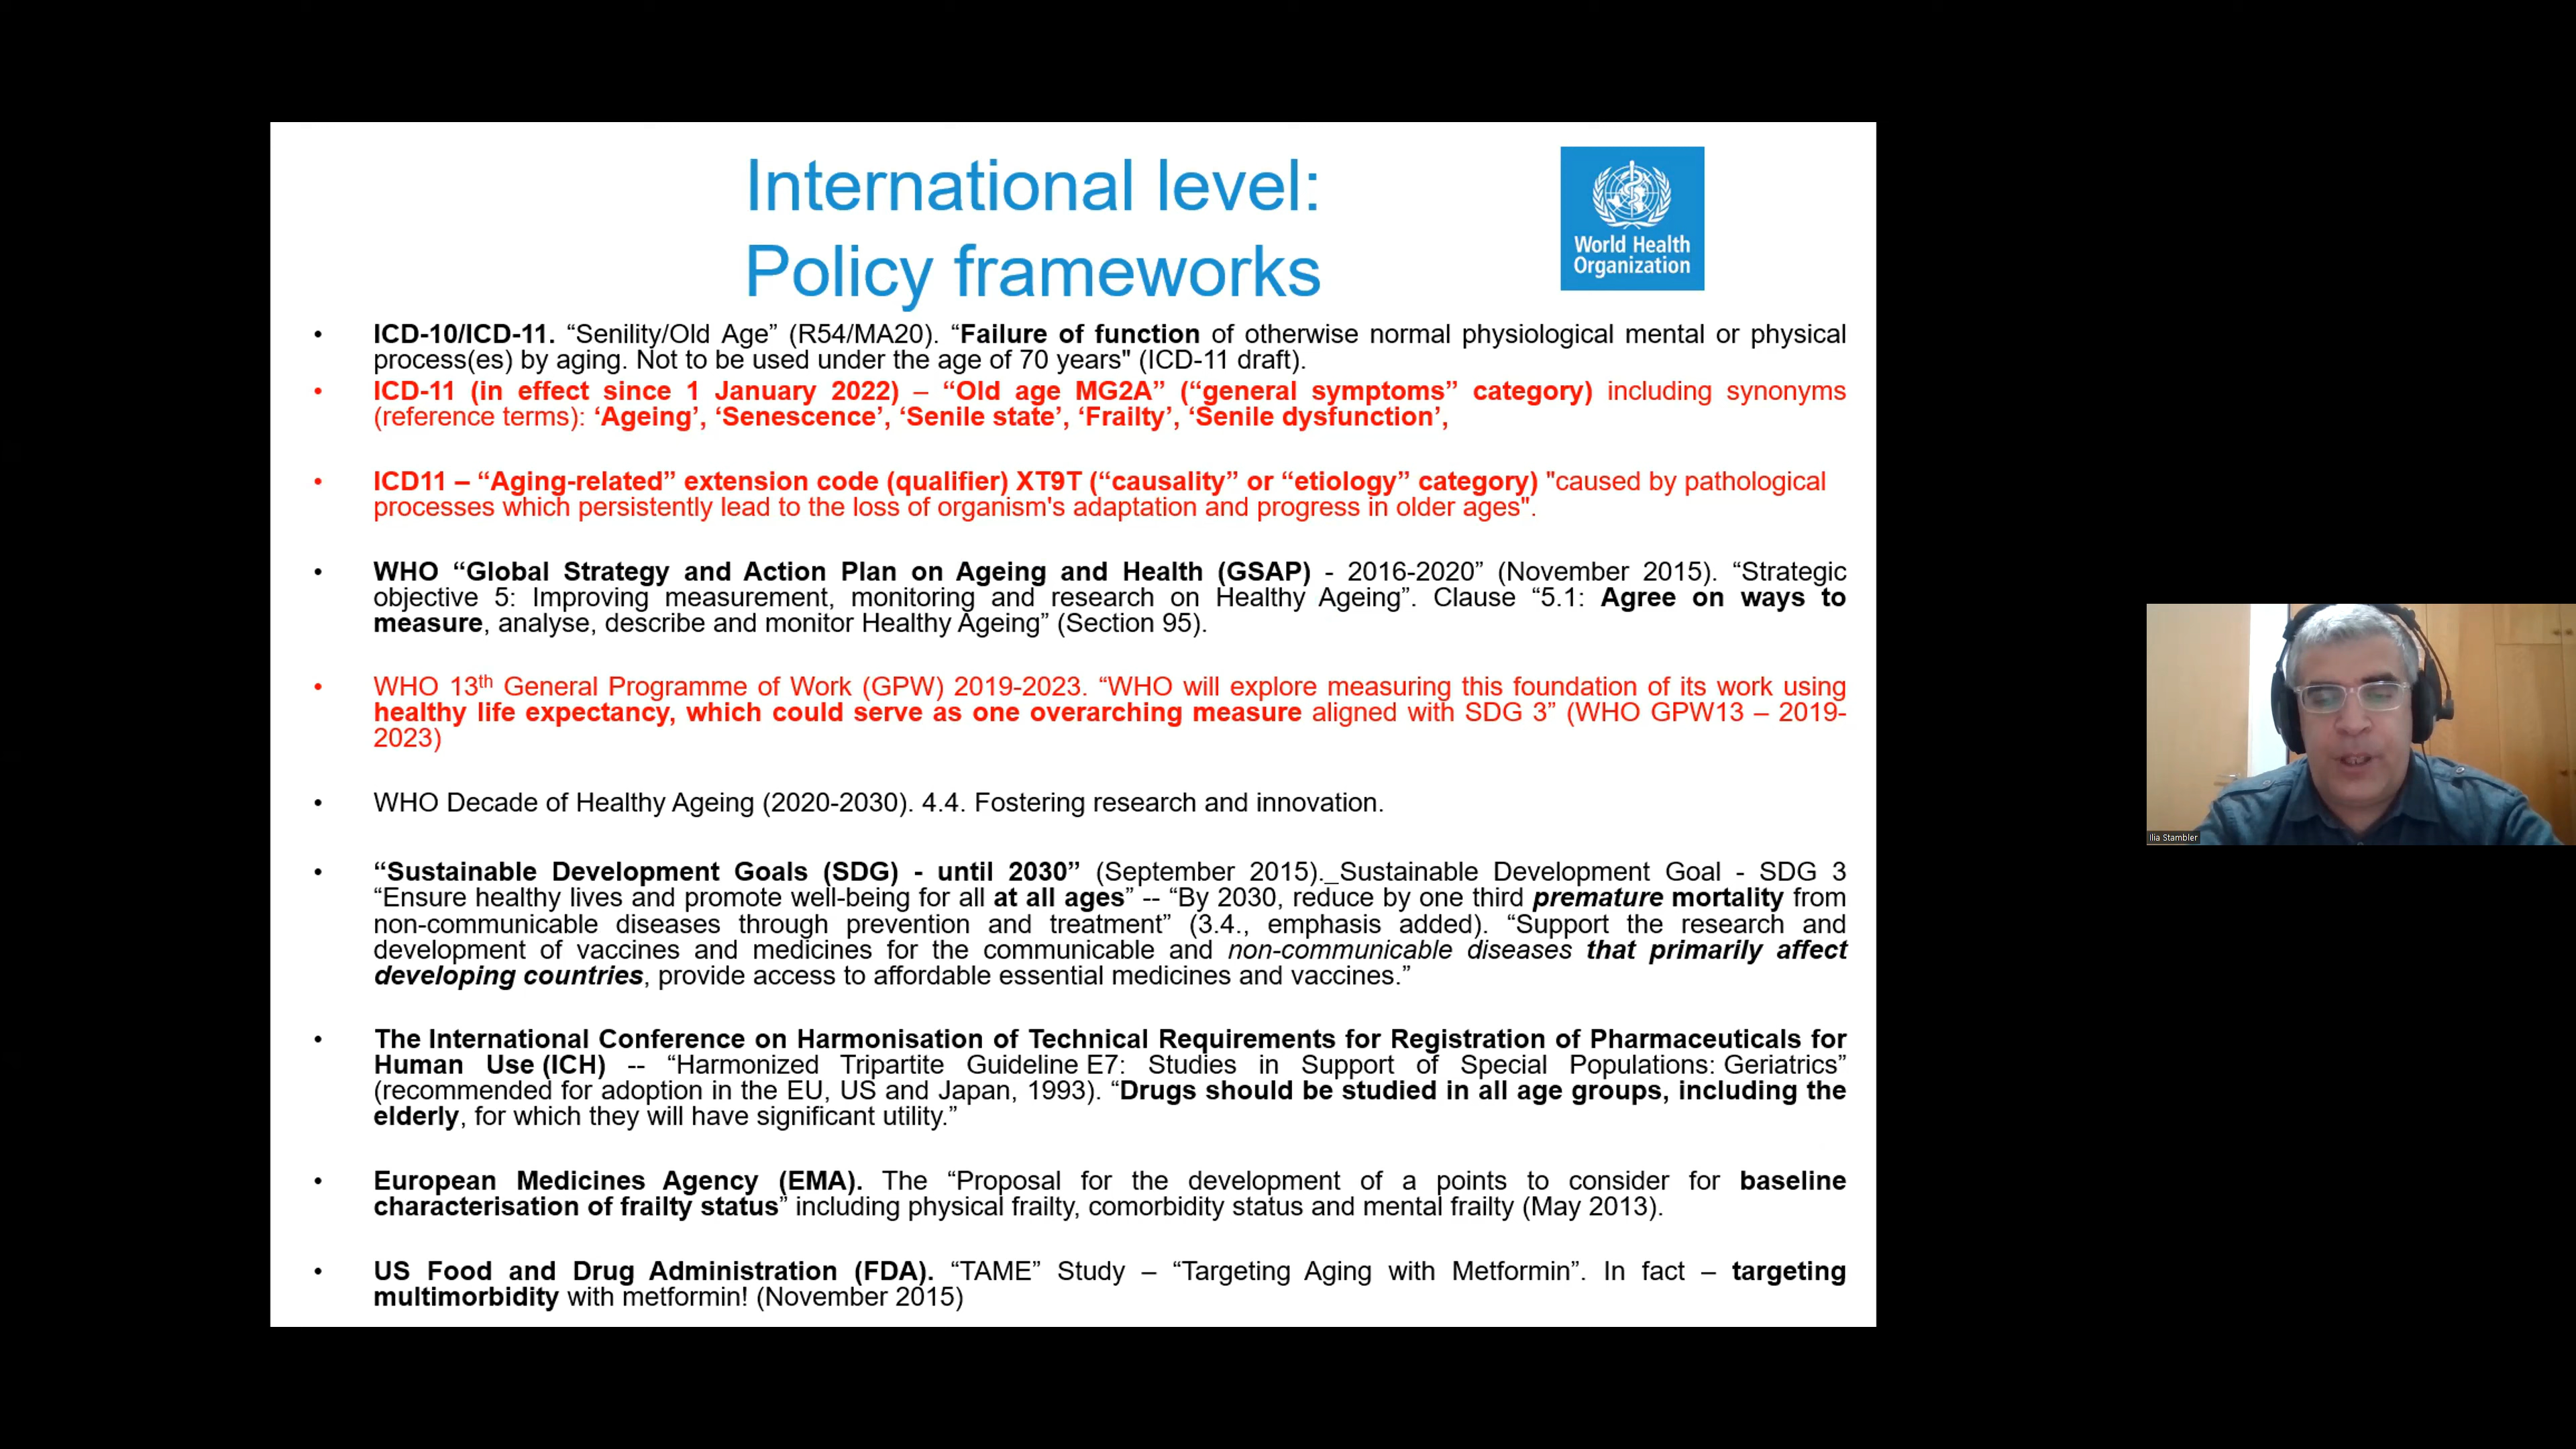 International level:
Policy frameworks
World Health
Organization
• ICD-10/ICD-11. “Senility/Old Age” (R54/MA20). “Failure of function of otherwise normal physiological mental or physical
process(es) by aging. Not to be used under the age of 70 years" (ICD-11 draft).
• ICD-11 (in effect since 1 January 2022) – “Old age MG2A” (“general symptoms” category) including synonyms
(reference terms): ‘Ageing’, ‘Senescence’, ‘Senile state’, ‘Frailty’, ‘Senile dysfunction’,
• ICD11 – “Aging-related” extension code (qualifier) XT9T (“causality” or “etiology” category) "caused by pathological
processes which persistently lead to the loss of organism's adaptation and progress in older ages".
• WHO “Global Strategy and Action Plan on Ageing and Health (GSAP) - 2016-2020” (November 2015). “Strategic
objective 5: Improving measurement, monitoring and research on Healthy Ageing”. Clause “5.1: Agree on ways to
measure, analyse, describe and monitor Healthy Ageing” (Section 95).
• WHO 13th General Programme of Work (GPW) 2019-2023. “WHO will explore measuring this foundation of its work using
healthy life expectancy, which could serve as one overarching measure aligned with SDG 3” (WHO GPW13 – 2019-
2023)
• WHO Decade of Healthy Ageing (2020-2030). 4.4. Fostering research and innovation.
• “Sustainable Development Goals (SDG) - until 2030” (September 2015)._Sustainable Development Goal - SDG 3
“Ensure healthy lives and promote well-being for all at all ages” -- “By 2030, reduce by one third premature mortality from
non-communicable diseases through prevention and treatment” (3.4., emphasis added). “Support the research and
development of vaccines and medicines for the communicable and non-communicable diseases that primarily affect
developing countries, provide access to affordable essential medicines and vaccines.”
• The International Conference on Harmonisation of Technical Requirements for Registration of Pharmaceuticals for
Human Use (ICH) -- “Harmonized Tripartite Guideline E7: Studies in Support of Special Populations: Geriatrics”
(recommended for adoption in the EU, US and Japan, 1993). “Drugs should be studied in all age groups, including the
elderly, for which they will have significant utility.”
• European Medicines Agency (EMA). The “Proposal for the development of a points to consider for baseline
characterisation of frailty status” including physical frailty, comorbidity status and mental frailty (May 2013).
• US Food and Drug Administration (FDA). “TAME” Study – “Targeting Aging with Metformin”. In fact – targeting
multimorbidity with metformin! (November 2015)
Ilia Stambler